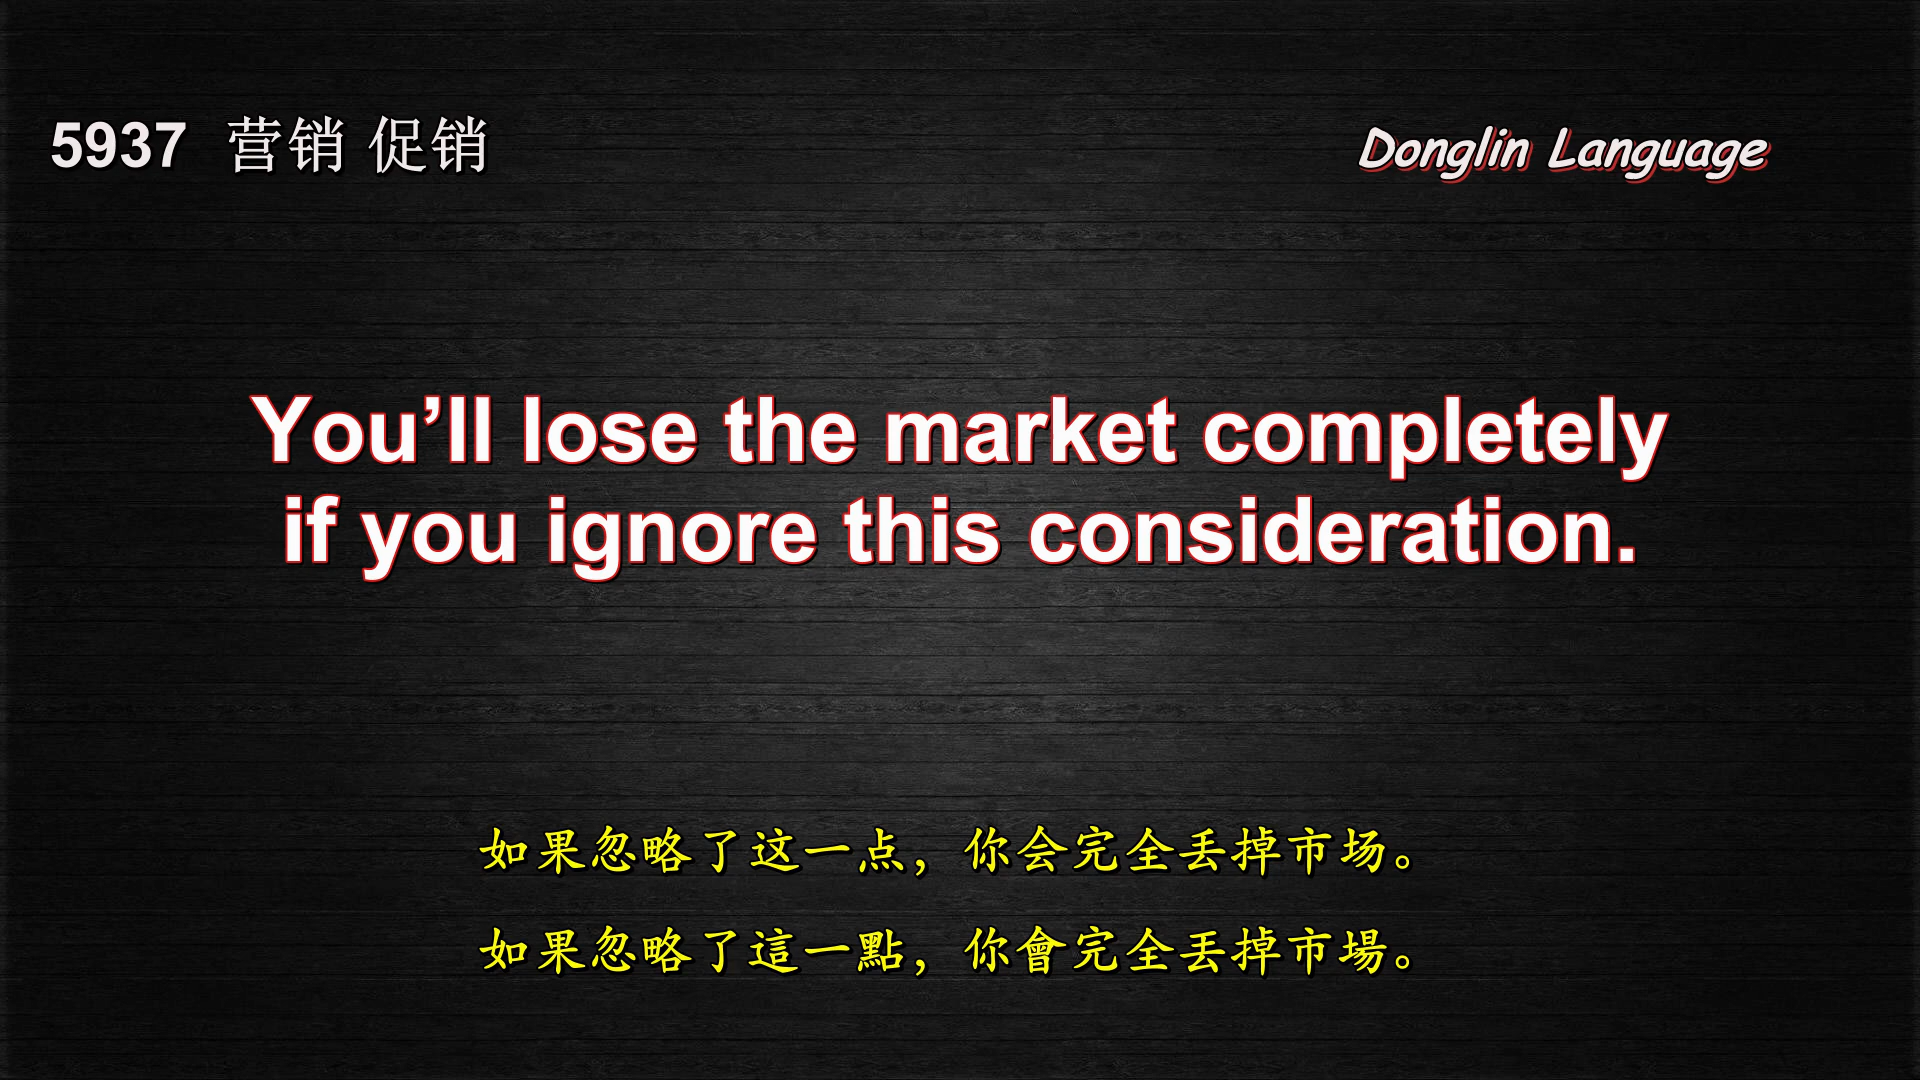 5937 营销 促销
Donglin Language
You’ll lose the market completely
if you ignore this consideration.
如果忽略了这一点，你会完全丢掉市场。
如果忽略了這一點，你會完全丟掉市場。